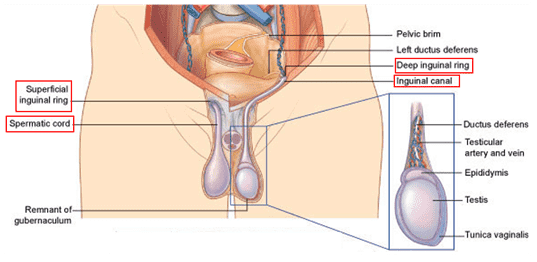 Pelvic brim
Left ductus deferens
Deep inguinal ring
Inguinal canal
Superficial
inguinal ring
Spermatic cord
Remnant of
gubernaculum
Ductus deferens
Testicular
artery and vein
Epididymis
Testis
Tunica vaginalis